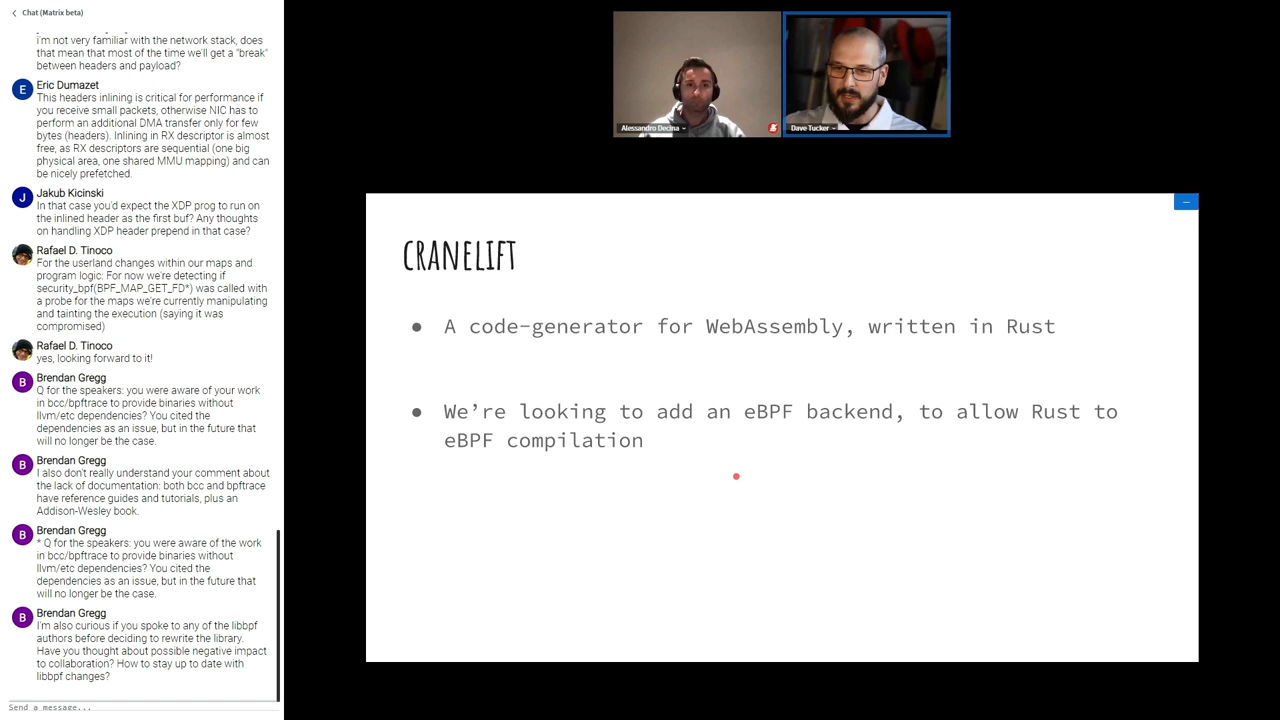 Chat (Matrix beta)
i'm not very familiar with the network stack, does
that mean that most of the time we'll get a "break"
between headers and payload?
E
Eric Dumazet
This headers inlining is critical for performance if
you receive small packets, otherwise NIC has to
perform an additional DMA transfer only for few
bytes (headers). Inlining in RX descriptor is almost
free, as RX descriptors are sequential (one big
physical area, one shared MMU mapping) and can
be nicely prefetched.
J
Jakub Kicinski
In that case you'd expect the XDP prog to run on
the inlined header as the first buf? Any thoughts
on handling XDP header prepend in that case?
Rafael D. Tinoco
For the userland changes within our maps and
program logic: For now we're detecting if
security_bpf(BPF_MAP_GET_FD*) was called with
a probe for the maps we're currently manipulating
and tainting the execution (saying it was
compromised)
Rafael D. Tinoco
yes, looking forward to it!
B
Brendan Gregg
Q for the speakers: you were aware of your work
in bcc/bpftrace to provide binaries without
llvm/etc dependencies? You cited the
dependencies as an issue, but in the future that
will no longer be the case.
B
Brendan Gregg
I also don't really understand your comment about
the lack of documentation: both bcc and bpftrace
have reference guides and tutorials, plus an
Addison-Wesley book.
B
Brendan Gregg
* Q for the speakers: you were aware of the work
in bcc/bpftrace to provide binaries without
llvm/etc dependencies? You cited the
dependencies as an issue, but in the future that
will no longer be the case.
B
Brendan Gregg
I'm also curious if you spoke to any of the libbpf
authors before deciding to rewrite the library.
Have you thought about possible negative impact
to collaboration? How to stay up to date with
libbpf changes?
Send a message...
Alessandro Decina
Dave Tucker
CRANELIFT
● A code-generator for WebAssembly, written in Rust
● We’re looking to add an eBPF backend, to allow Rust to
eBPF compilation